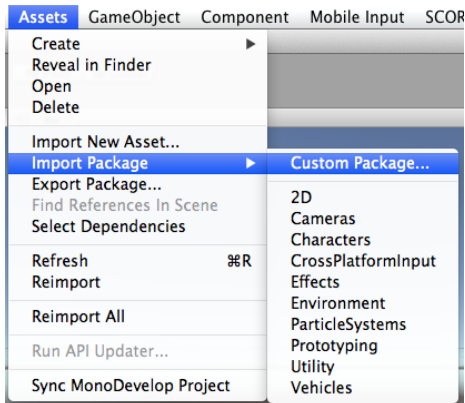 Assets GameObject Component Mobile Input SCOR
Create
Reveal in Finder
Open
Delete
Import New Asset...
Import Package
Export Package...
Find References In Scene
Select Dependencies
Refresh ⌘R
Reimport
Reimport All
Run API Updater...
Sync MonoDevelop Project
Custom Package...
2D
Cameras
Characters
CrossPlatformInput
Effects
Environment
ParticleSystems
Prototyping
Utility
Vehicles